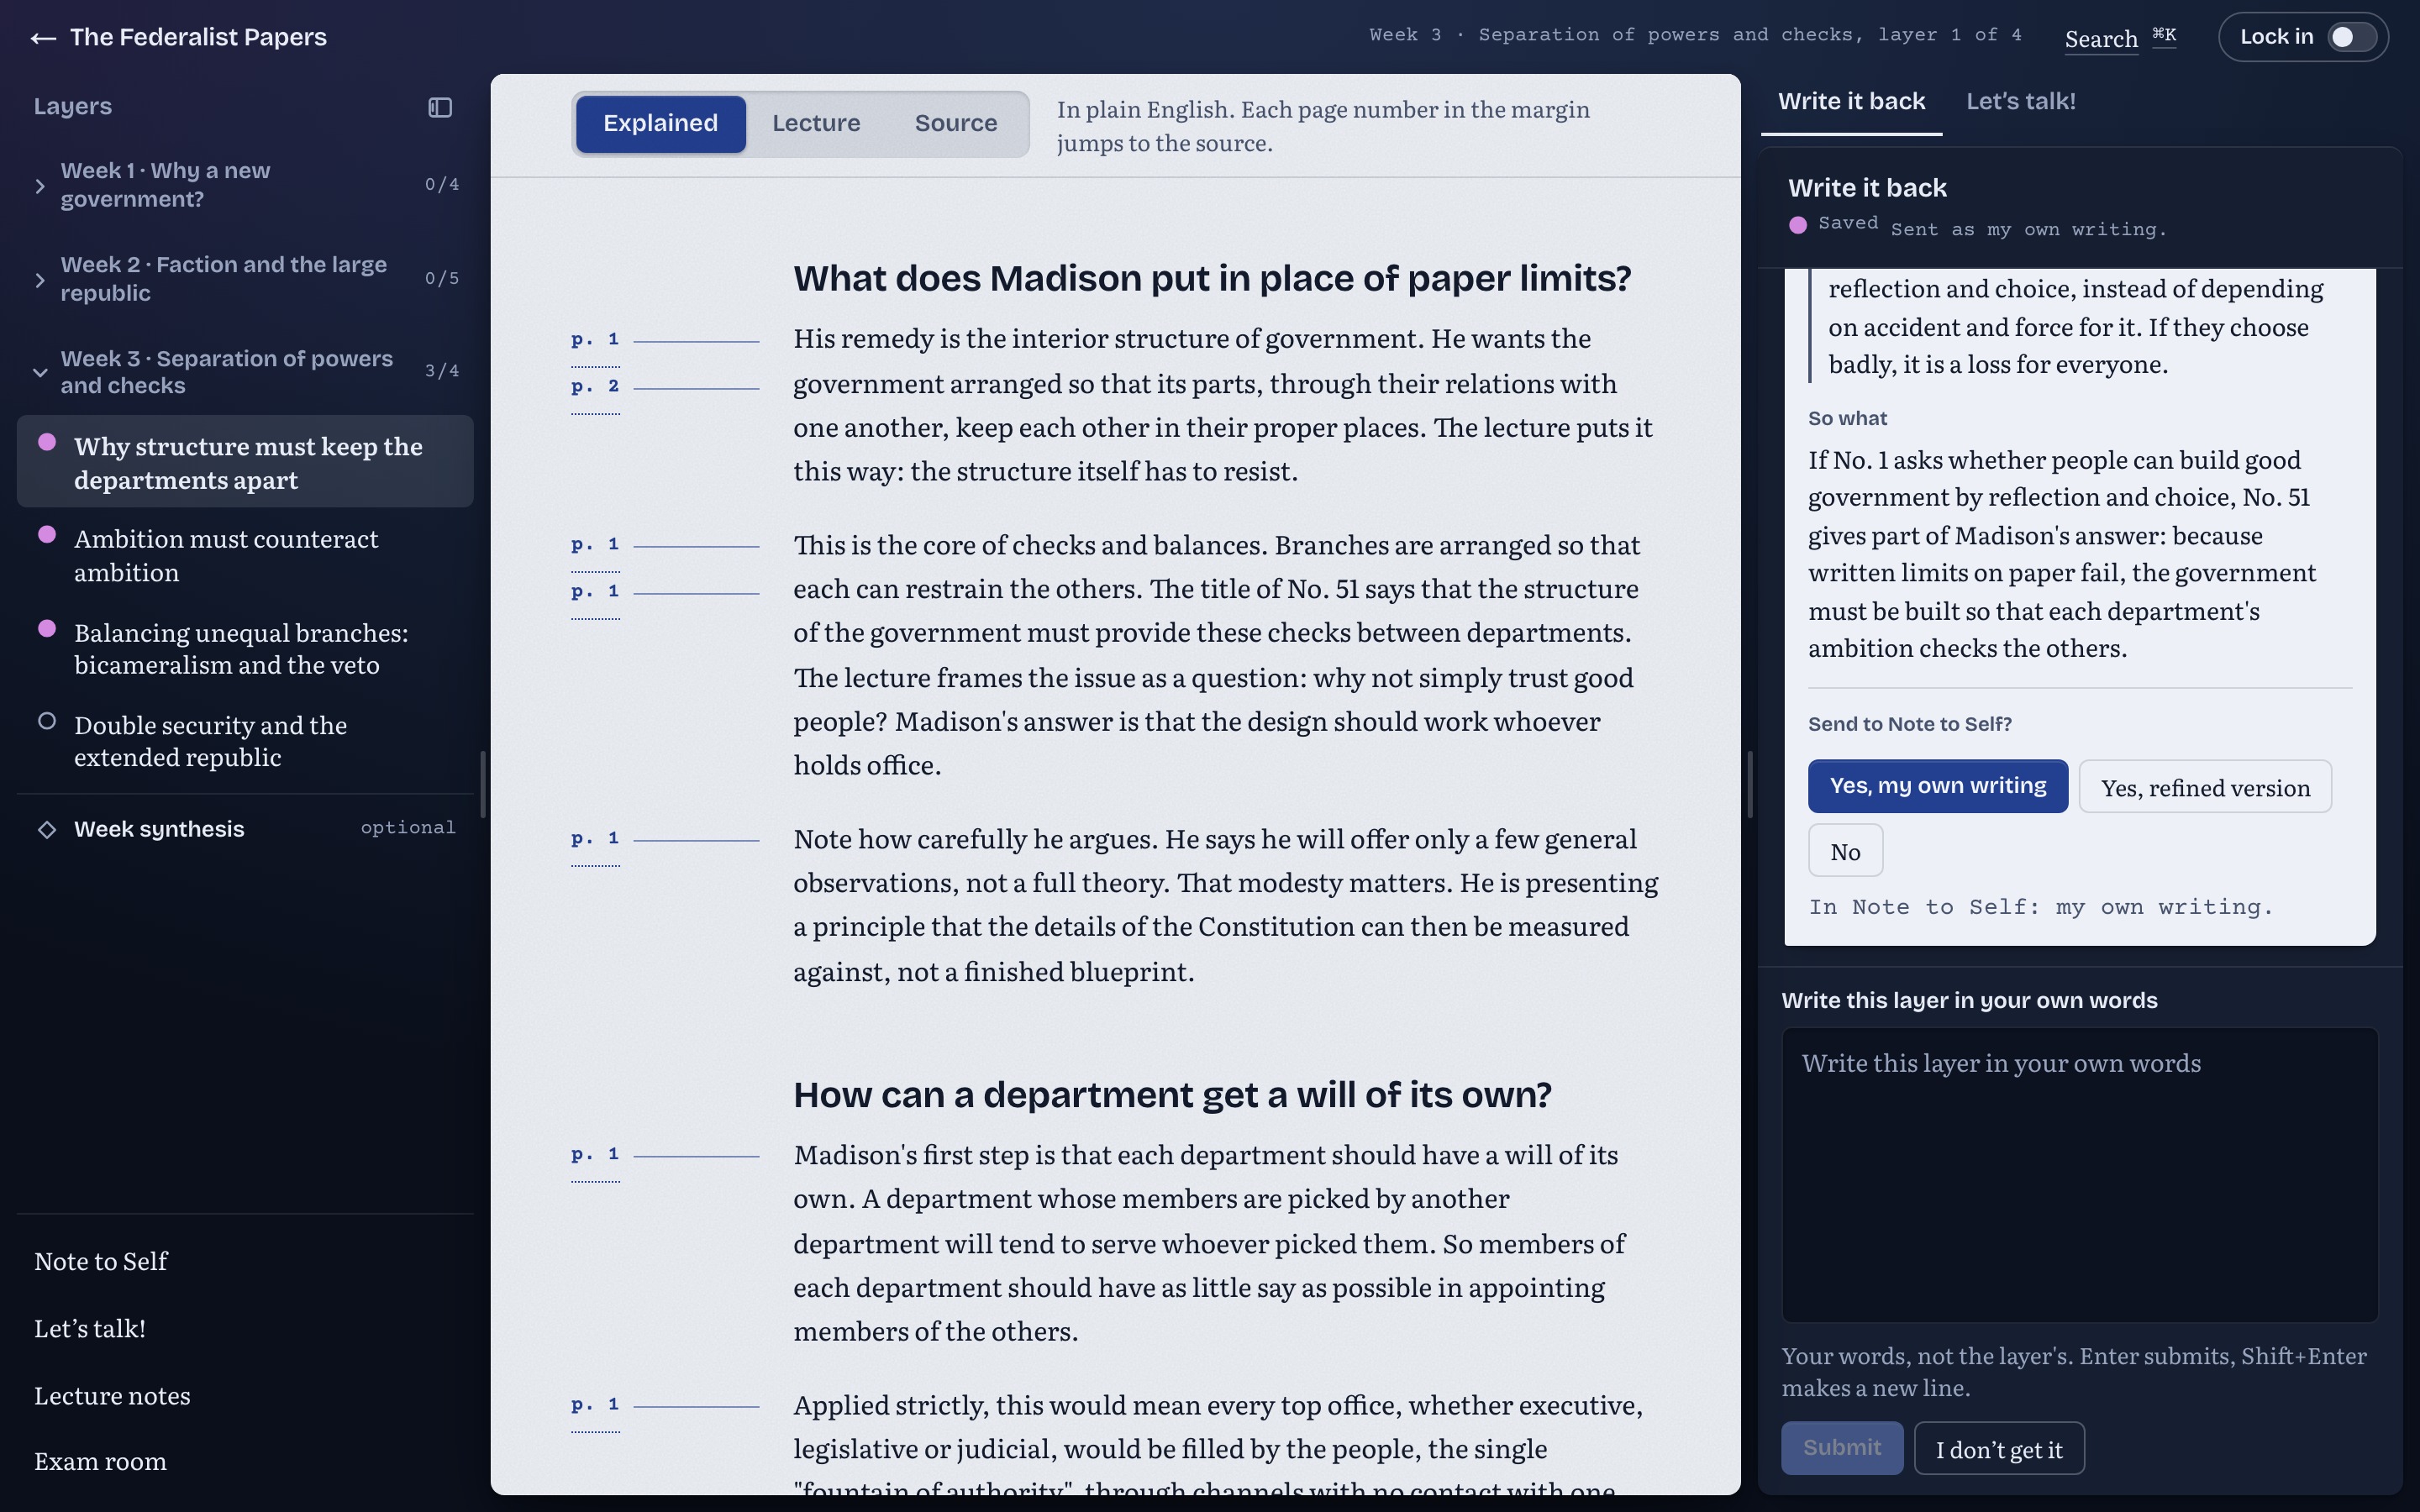 ← The Federalist Papers
Week 3 · Separation of powers and checks, layer 1 of 4
Search ⌘K
Lock in
Layers
Week 1 · Why a new
government?
0/4
Week 2 · Faction and the large
republic
0/5
Week 3 · Separation of powers
and checks
3/4
Why structure must keep the
departments apart
Ambition must counteract
ambition
Balancing unequal branches:
bicameralism and the veto
Double security and the
extended republic
Week synthesis
optional
Note to Self
Let’s talk!
Lecture notes
Exam room
Explained
Lecture
Source
In plain English. Each page number in the margin
jumps to the source.
What does Madison put in place of paper limits?
p. 1
p. 2
His remedy is the interior structure of government. He wants the
government arranged so that its parts, through their relations with
one another, keep each other in their proper places. The lecture puts it
this way: the structure itself has to resist.
p. 1
p. 1
This is the core of checks and balances. Branches are arranged so that
each can restrain the others. The title of No. 51 says that the structure
of the government must provide these checks between departments.
The lecture frames the issue as a question: why not simply trust good
people? Madison's answer is that the design should work whoever
holds office.
p. 1
Note how carefully he argues. He says he will offer only a few general
observations, not a full theory. That modesty matters. He is presenting
a principle that the details of the Constitution can then be measured
against, not a finished blueprint.
How can a department get a will of its own?
p. 1
Madison's first step is that each department should have a will of its
own. A department whose members are picked by another
department will tend to serve whoever picked them. So members of
each department should have as little say as possible in appointing
members of the others.
p. 1
Applied strictly, this would mean every top office, whether executive,
legislative or judicial, would be filled by the people, the single
"fountain of authority", through channels with no contact with one
Write it back
Let’s talk!
Write it back
Saved
Sent as my own writing.
reflection and choice, instead of depending
on accident and force for it. If they choose
badly, it is a loss for everyone.
So what
If No. 1 asks whether people can build good
government by reflection and choice, No. 51
gives part of Madison's answer: because
written limits on paper fail, the government
must be built so that each department's
ambition checks the others.
Send to Note to Self?
Yes, my own writing
Yes, refined version
No
In Note to Self: my own writing.
Write this layer in your own words
Write this layer in your own words
Your words, not the layer's. Enter submits, Shift+Enter
makes a new line.
Submit
I don’t get it